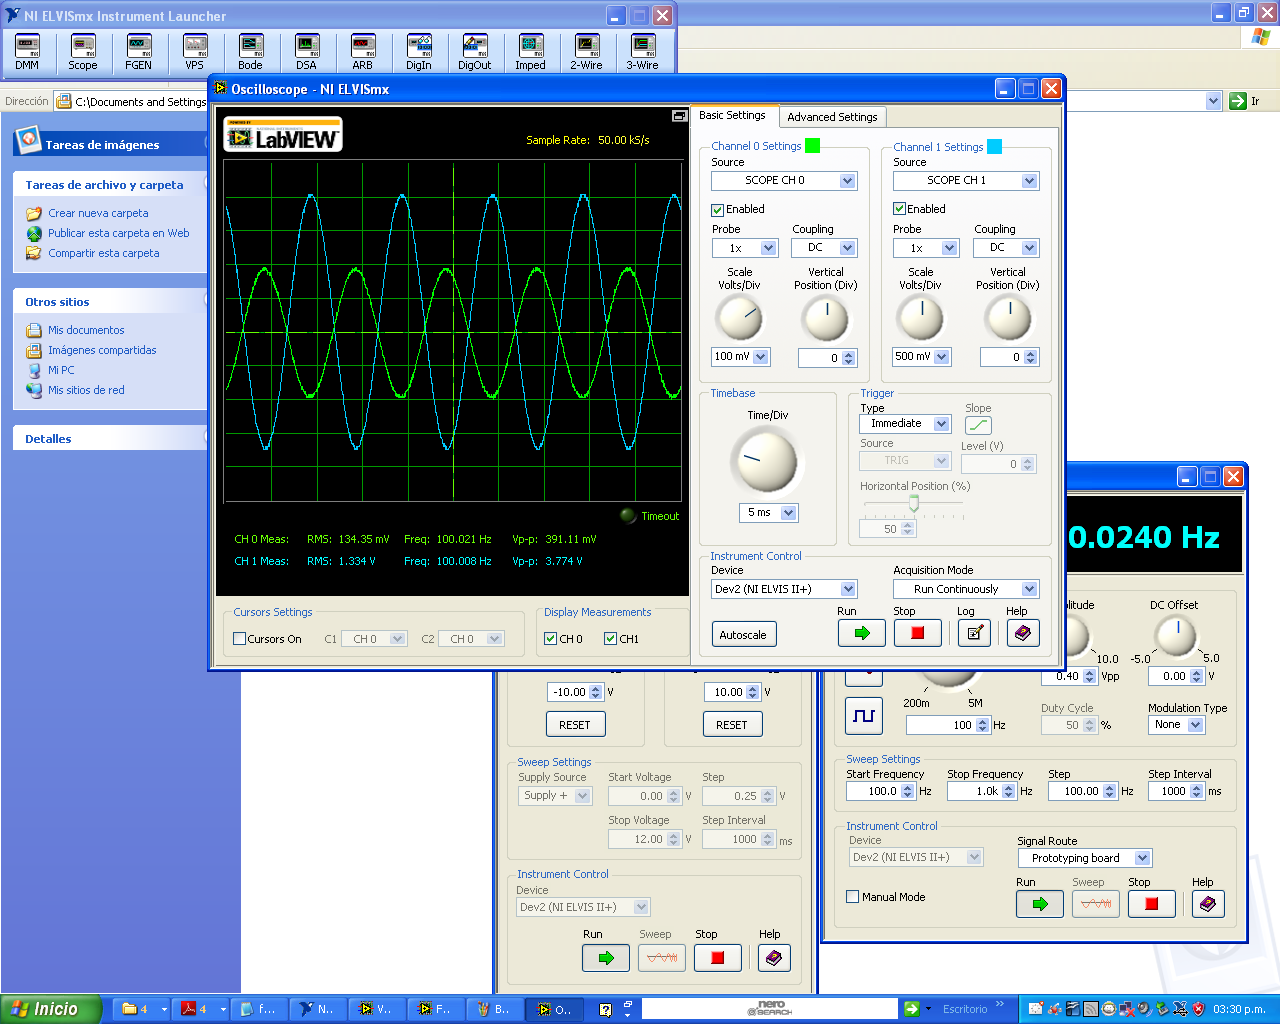 NI ELVISmx Instrument Launcher
DMM Scope FGEN VPS Bode DSA ARB DigIn DigOut Imped 2-Wire 3-Wire
Dirección C:\Documents and Settings Ir
Tareas de imágenes
Tareas de archivo y carpeta
Crear nueva carpeta
Publicar esta carpeta en Web
Compartir esta carpeta
Otros sitios
Mis documentos
Imágenes compartidas
Mi PC
Mis sitios de red
Detalles
Oscilloscope - NI ELVISmx
LabVIEW
Sample Rate: 50.00 kS/s
Timeout
CH 0 Meas: RMS: 134.35 mV Freq: 100.021 Hz Vp-p: 391.11 mV
CH 1 Meas: RMS: 1.334 V Freq: 100.008 Hz Vp-p: 3.774 V
Cursors Settings
Cursors On C1 CH 0 C2 CH 0
Display Measurements
CH 0 CH1
Basic Settings Advanced Settings
Channel 0 Settings
Source
SCOPE CH 0
Enabled
Probe Coupling
1x DC
Scale Volts/Div
Vertical Position (Div)
100 mV 0
Channel 1 Settings
Source
SCOPE CH 1
Enabled
Probe Coupling
1x DC
Scale Volts/Div
Vertical Position (Div)
500 mV 0
Timebase
Time/Div
5 ms
Trigger
Type Slope
Immediate
Source Level (V)
TRIG 0
Horizontal Position (%)
50
Instrument Control
Device Acquisition Mode
Dev2 (NI ELVIS II+) Run Continuously
Run Stop Log Help
Autoscale
-10.00 V 10.00 V
RESET RESET
Sweep Settings
Supply Source Start Voltage Step
Supply + 0.00 V 0.25 V
Stop Voltage Step Interval
12.00 V 1000 ms
Instrument Control
Device
Dev2 (NI ELVIS II+)
Run Sweep Stop Help
0.0240 Hz
litude DC Offset
10.0 -5.0 5.0
0.40 Vpp 0.00 V
200m 5M
100 Hz
Duty Cycle Modulation Type
50 % None
Sweep Settings
Start Frequency Stop Frequency Step Step Interval
100.0 Hz 1.0k Hz 100.00 Hz 1000 ms
Instrument Control
Device Signal Route
Dev2 (NI ELVIS II+) Prototyping board
Manual Mode
Run Sweep Stop Help
Inicio 4 4 f... N.. V.. F.. B... O.. nero SEARCH Escritorio » 03:30 p.m.